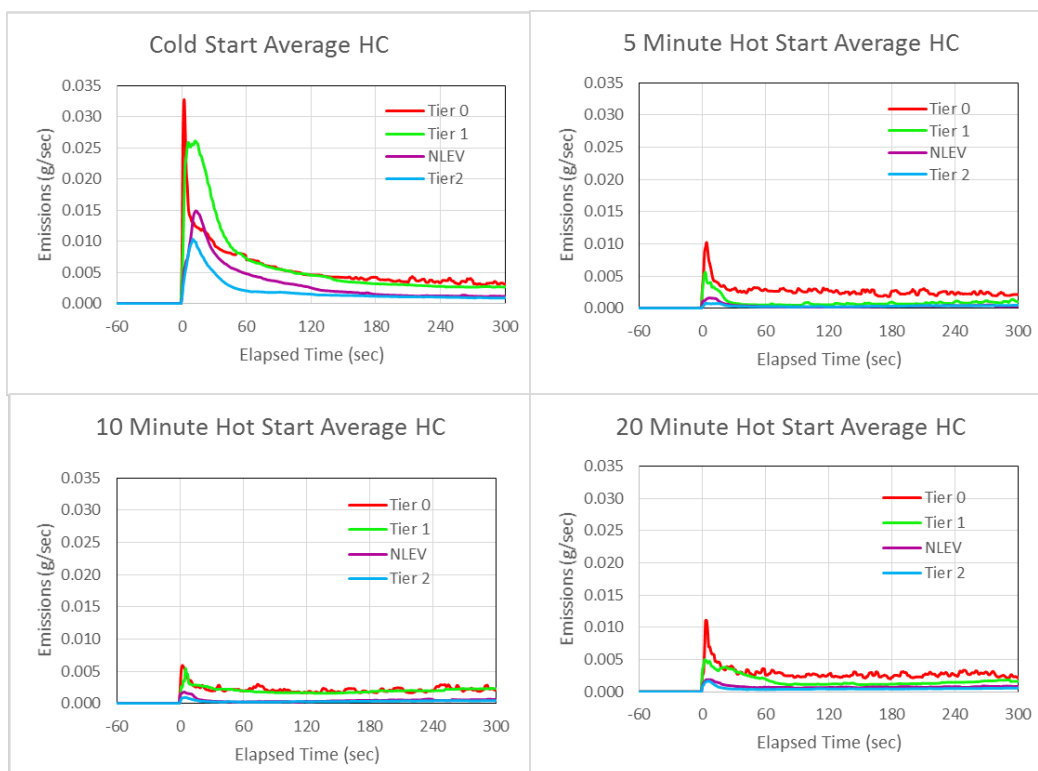 Cold Start Average HC
Emissions (g/sec)
0.035
0.030
0.025
0.020
0.015
0.010
0.005
0.000
Tier 0
Tier 1
NLEV
Tier2
-60 0 60 120 180 240 300
Elapsed Time (sec)
5 Minute Hot Start Average HC
Emissions (g/sec)
0.035
0.030
0.025
0.020
0.015
0.010
0.005
0.000
Tier 0
Tier 1
NLEV
Tier 2
-60 0 60 120 180 240 300
Elapsed Time (sec)
10 Minute Hot Start Average HC
Emissions (g/sec)
0.035
0.030
0.025
0.020
0.015
0.010
0.005
0.000
Tier 0
Tier 1
NLEV
Tier 2
-60 0 60 120 180 240 300
Elapsed Time (sec)
20 Minute Hot Start Average HC
Emissions (g/sec)
0.035
0.030
0.025
0.020
0.015
0.010
0.005
0.000
Tier 0
Tier 1
NLEV
Tier 2
-60 0 60 120 180 240 300
Elapsed Time (sec)